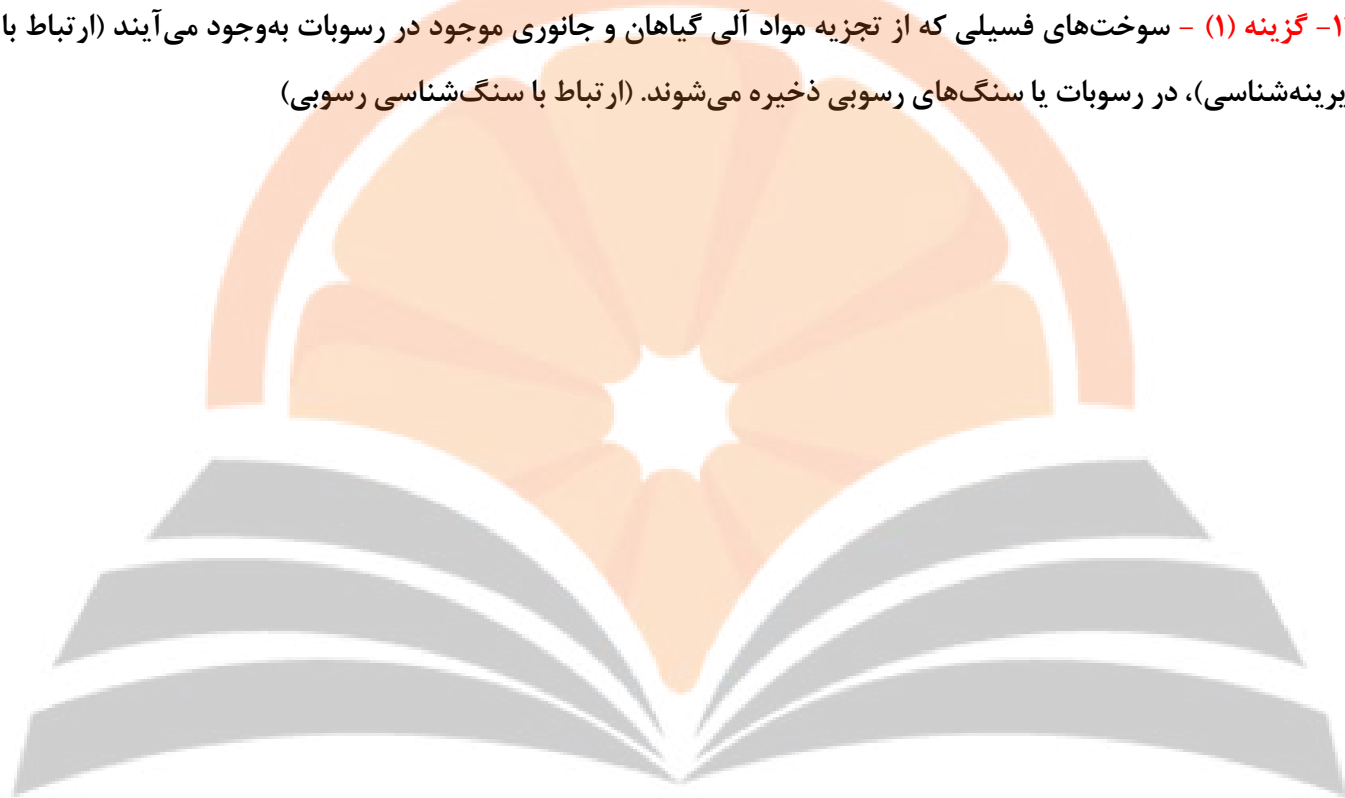 ۱- گزینه (۱) - سوخت‌های فسیلی که از تجزیه مواد آلی گیاهان و جانوری موجود در رسوبات به‌وجود می‌آیند (ارتباط با
یرینه‌شناسی)، در رسوبات یا سنگ‌های رسوبی ذخیره می‌شوند. (ارتباط با سنگ‌شناسی رسوبی)